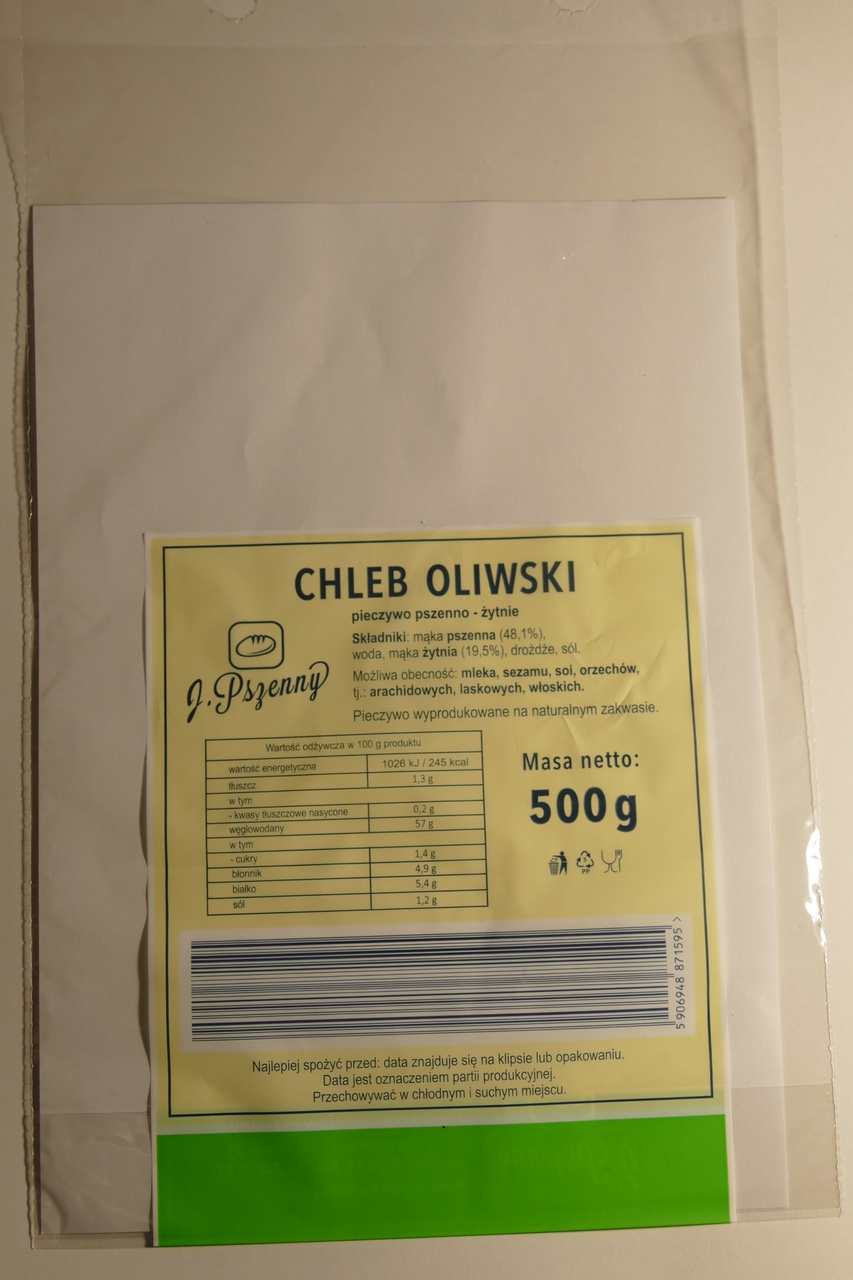 CHLEB OLIWSKI
pieczywo pszenno - żytnie
Składniki: mąka pszenna (48,1%),
woda, mąka żytnia (19,5%), drożdże, sól.
Możliwa obecność: mleka, sezamu, soi, orzechów,
tj.: arachidowych, laskowych, włoskich.
Pieczywo wyprodukowane na naturalnym zakwasie.
J. Pszenny
Wartość odżywcza w 100 g produktu
wartość energetyczna 1026 kJ / 245 kcal
tłuszcz 1,3 g
w tym
- kwasy tłuszczowe nasycone 0,2 g
węglowodany 57 g
w tym
- cukry 1,4 g
błonnik 4,9 g
białko 5,4 g
sól 1,2 g
Masa netto:
500g
5
PP
5 906948 871595 >
Najlepiej spożyć przed: data znajduje się na klipsie lub opakowaniu.
Data jest oznaczeniem partii produkcyjnej.
Przechowywać w chłodnym i suchym miejscu.